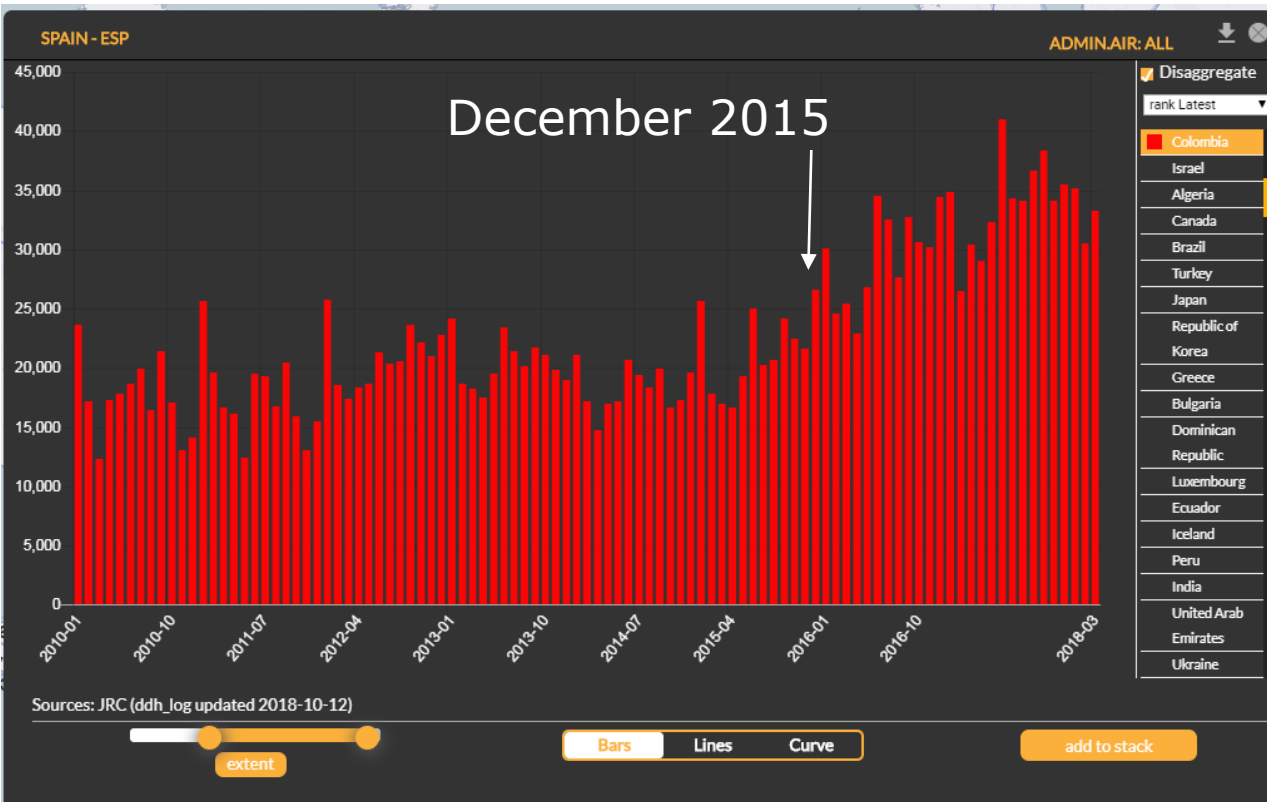 SPAIN - ESP
ADMIN.AIR: ALL
45,000
40,000
35,000
30,000
25,000
20,000
15,000
10,000
5,000
0
December 2015
2010-01
2010-10
2011-07
2012-04
2013-01
2013-10
2014-07
2015-04
2016-01
2016-10
2018-03
Disaggregate
rank Latest
Colombia
Israel
Algeria
Canada
Brazil
Turkey
Japan
Republic of
Korea
Greece
Bulgaria
Dominican
Republic
Luxembourg
Ecuador
Iceland
Peru
India
United Arab
Emirates
Ukraine
Sources: JRC (ddh_log updated 2018-10-12)
extent
Bars
Lines
Curve
add to stack